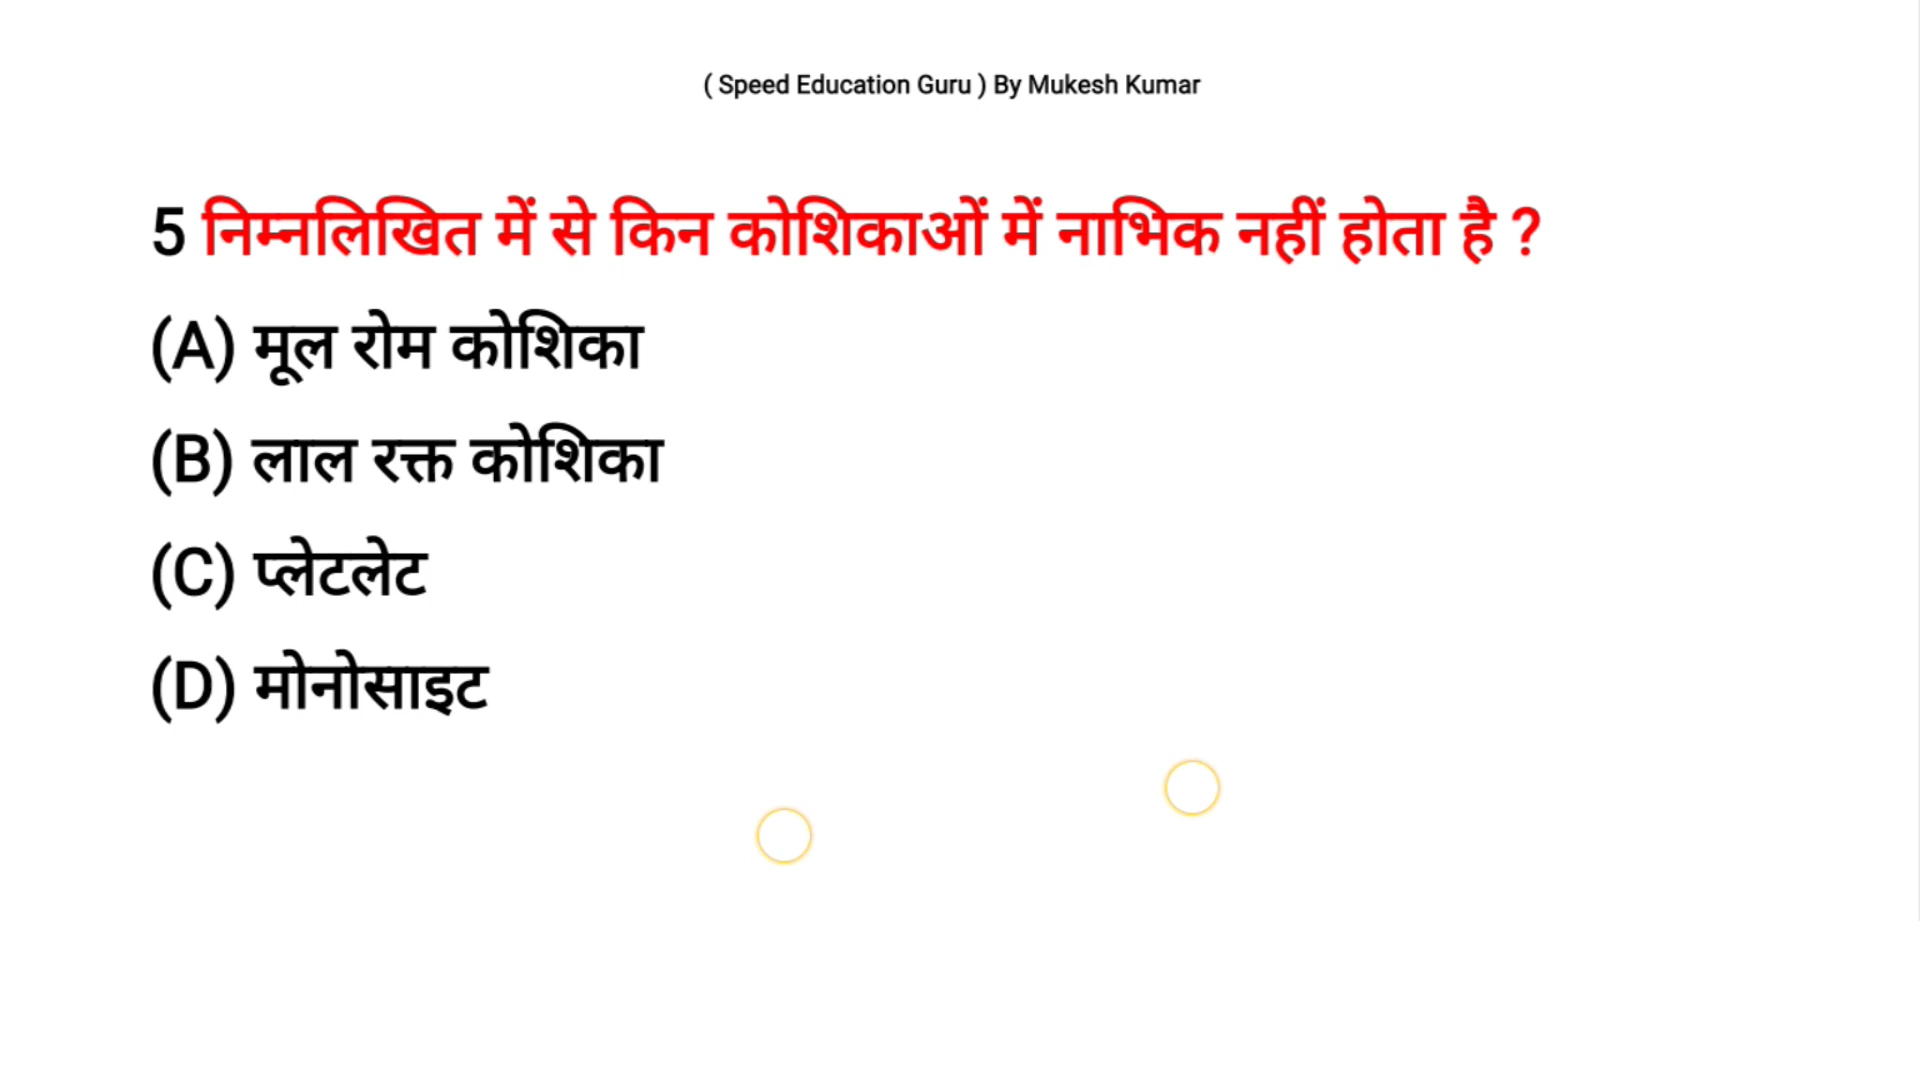 ( Speed Education Guru ) By Mukesh Kumar
5 निम्नलिखित में से किन कोशिकाओं में नाभिक नहीं होता है ?
(A) मूल रोम कोशिका
(B) लाल रक्त कोशिका
(C) प्लेटलेट
(D) मोनोसाइट